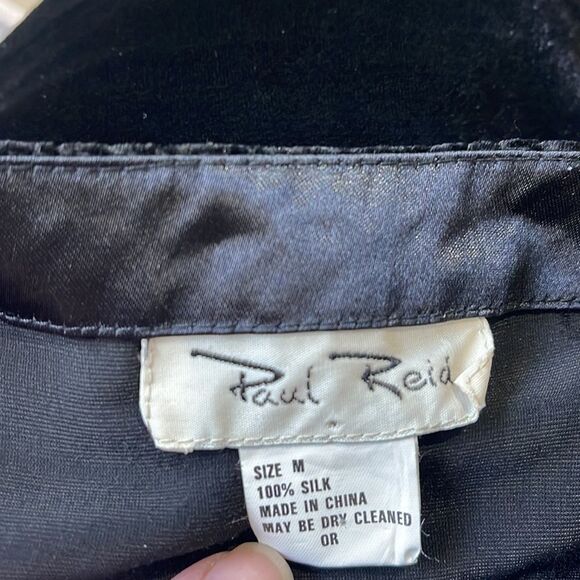 Paul Reid
SIZE M
100% SILK
MADE IN CHINA
MAY BE DRY CLEANED
OR